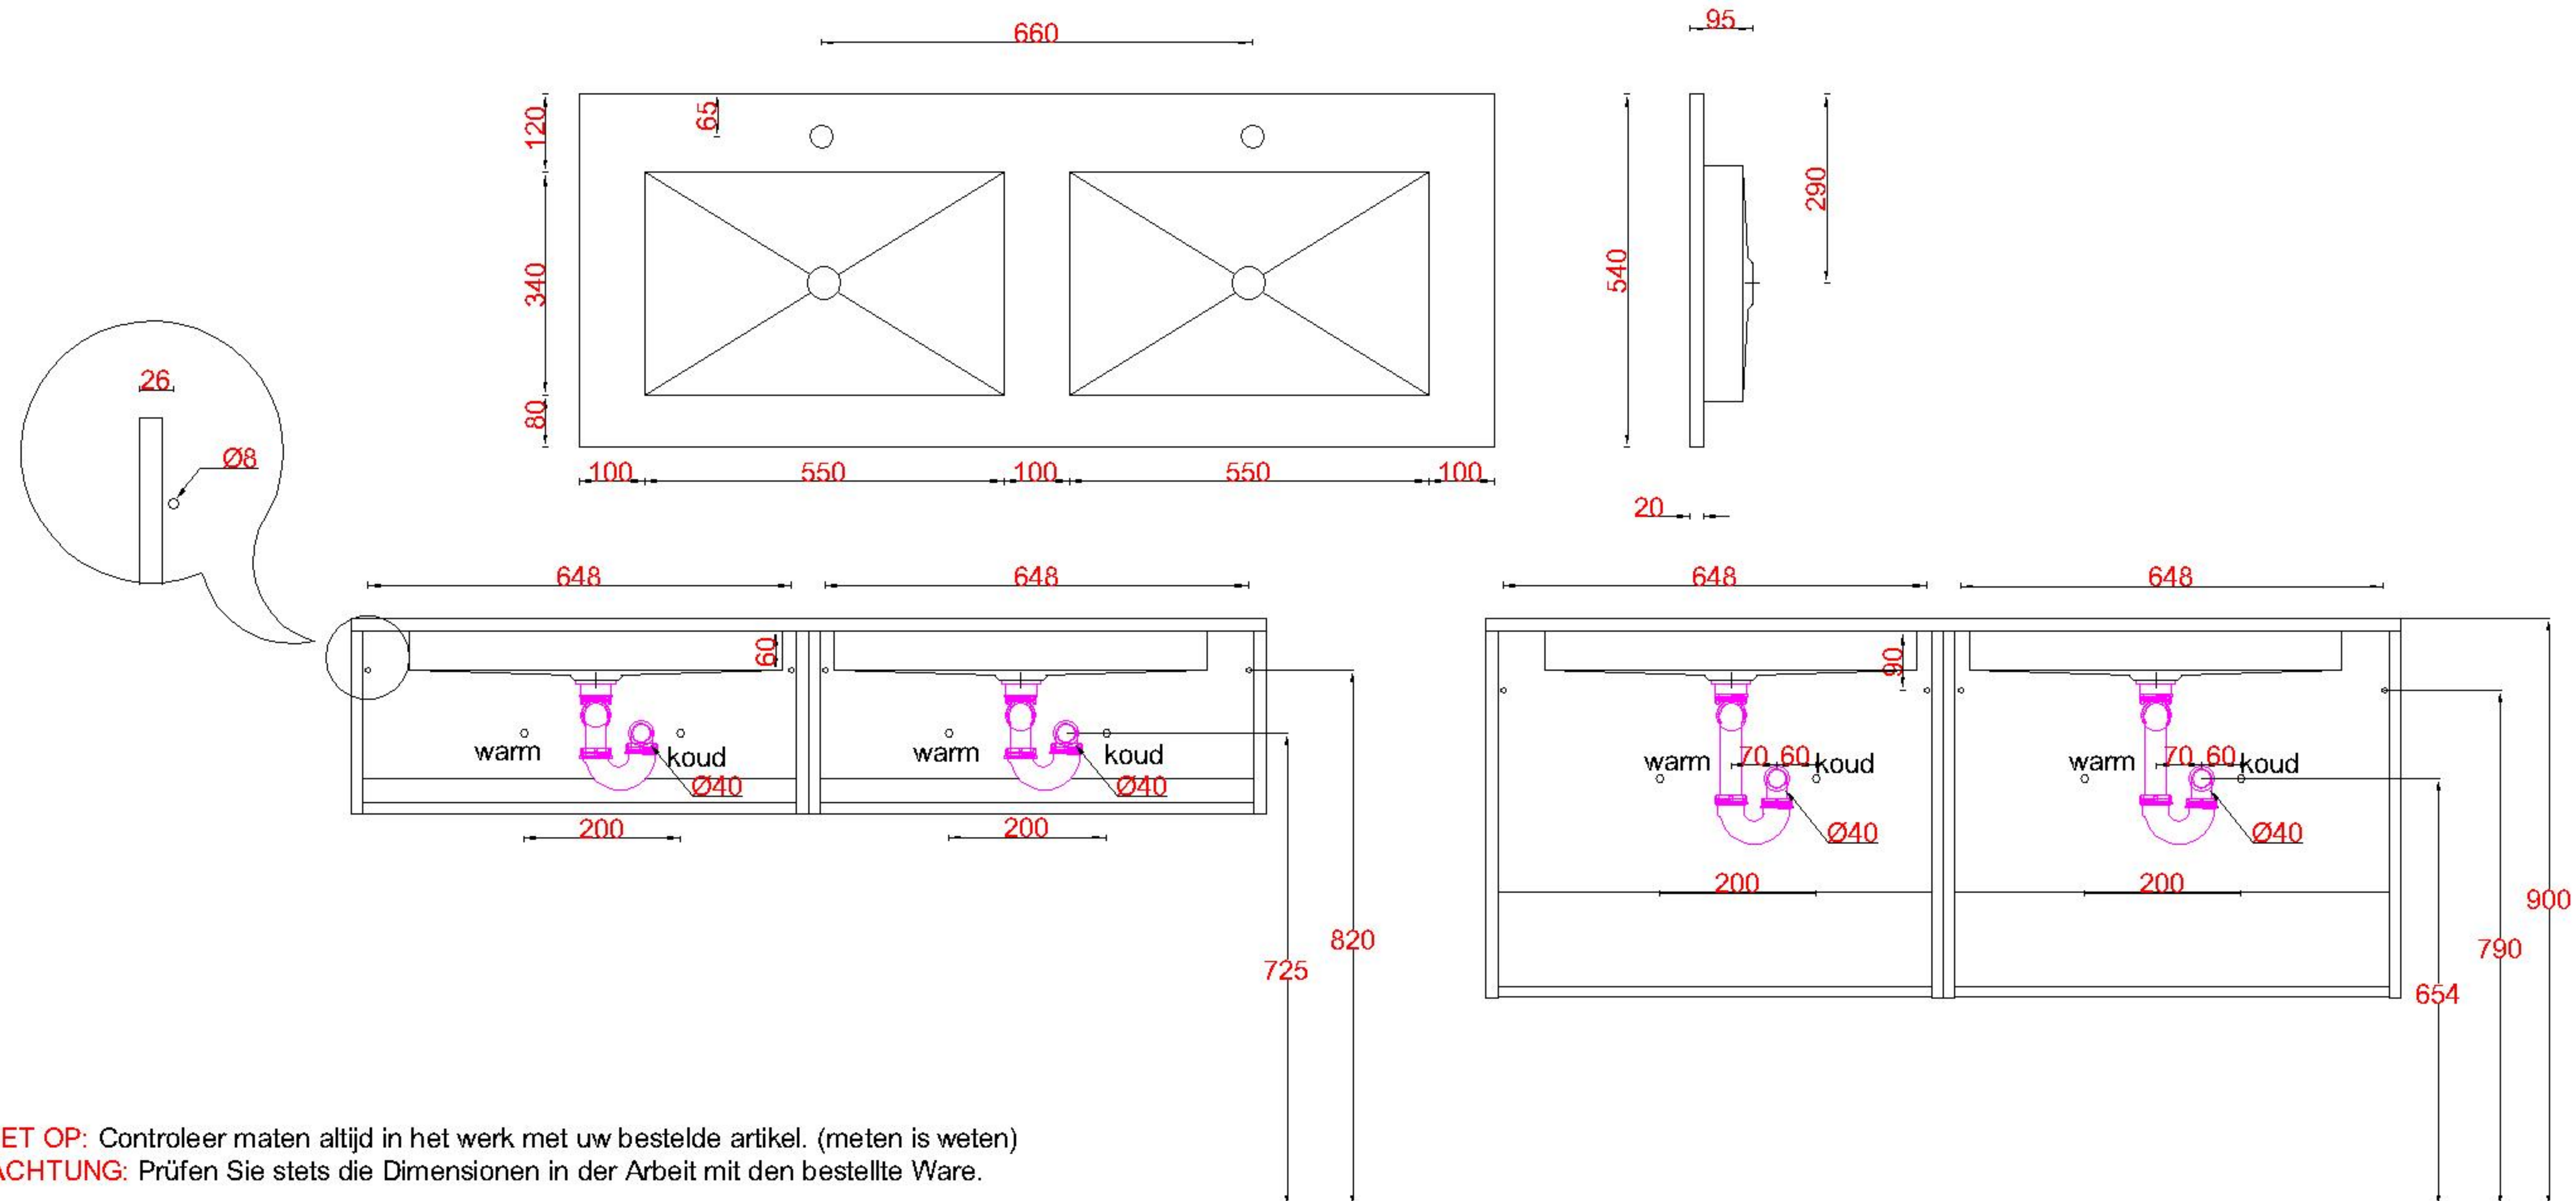 660
95
120
65
340
290
540
80
26
Ø8
100 550 100 550 100
20
648 648 648 648
60
90
warm koud warm koud
Ø40 Ø40
warm 70 60 koud warm 70 60 koud
Ø40 Ø40
200 200
200 200
900
820
790
725
654
ET OP: Controleer maten altijd in het werk met uw bestelde artikel. (meten is weten)
ACHTUNG: Prüfen Sie stets die Dimensionen in der Arbeit mit den bestellte Ware.